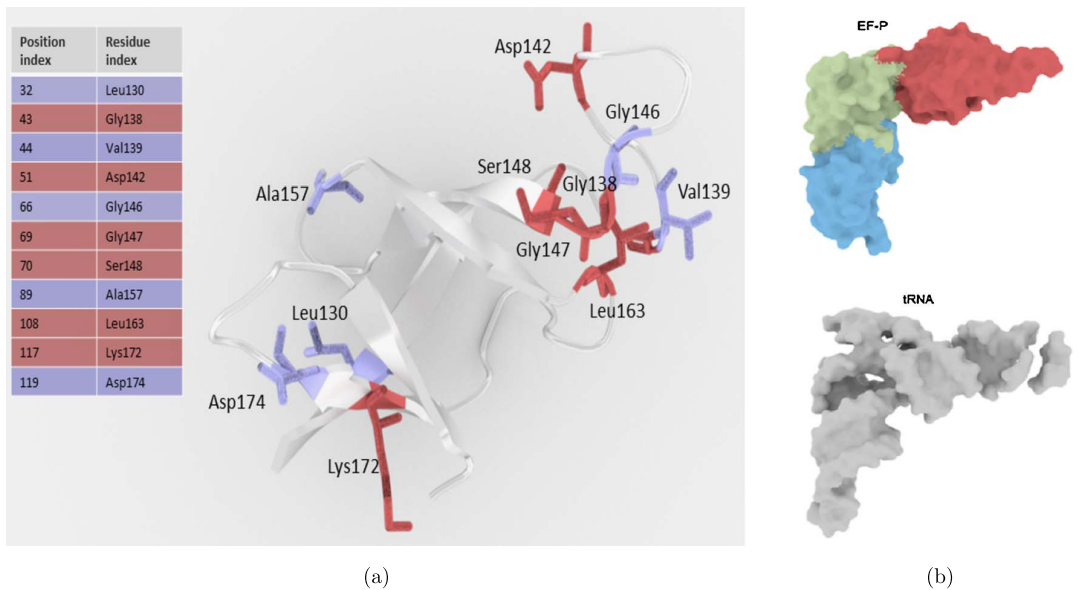 Position index Residue index
32 Leu130
43 Gly138
44 Val139
51 Asp142
66 Gly146
69 Gly147
70 Ser148
89 Ala157
108 Leu163
117 Lys172
119 Asp174
Asp142
Gly146
Ser148
Gly138
Ala157
Val139
Gly147
Leu163
Leu130
Asp174
Lys172
(a)
EF-P
tRNA
(b)